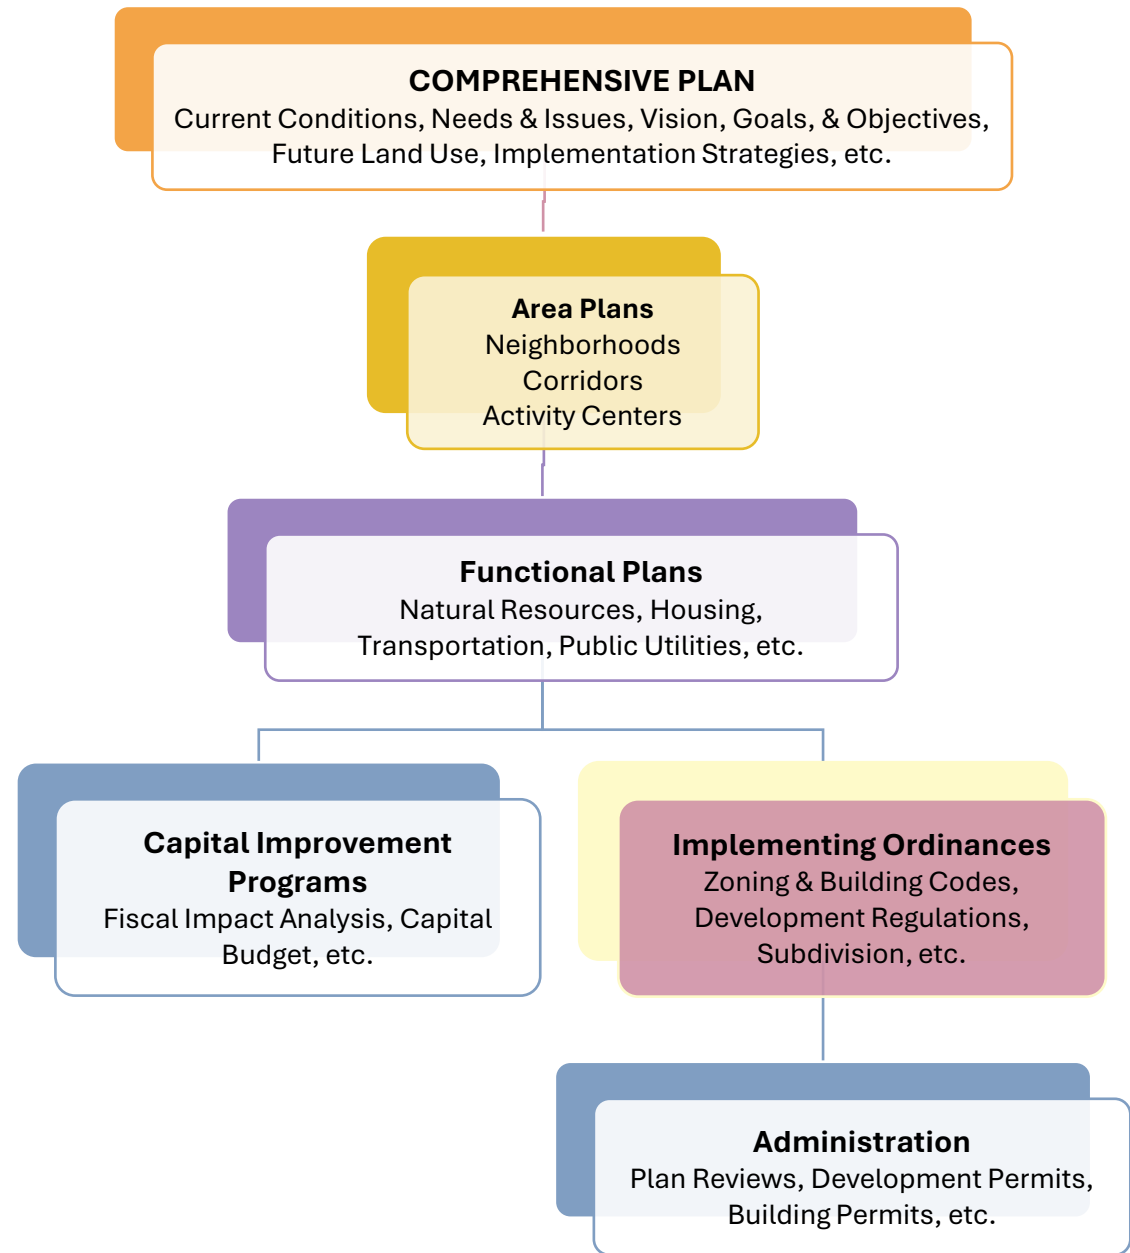 COMPREHENSIVE PLAN
Current Conditions, Needs & Issues, Vision, Goals, & Objectives,
Future Land Use, Implementation Strategies, etc.
Area Plans
Neighborhoods
Corridors
Activity Centers
Functional Plans
Natural Resources, Housing,
Transportation, Public Utilities, etc.
Capital Improvement
Programs
Fiscal Impact Analysis, Capital
Budget, etc.
Implementing Ordinances
Zoning & Building Codes,
Development Regulations,
Subdivision, etc.
Administration
Plan Reviews, Development Permits,
Building Permits, etc.